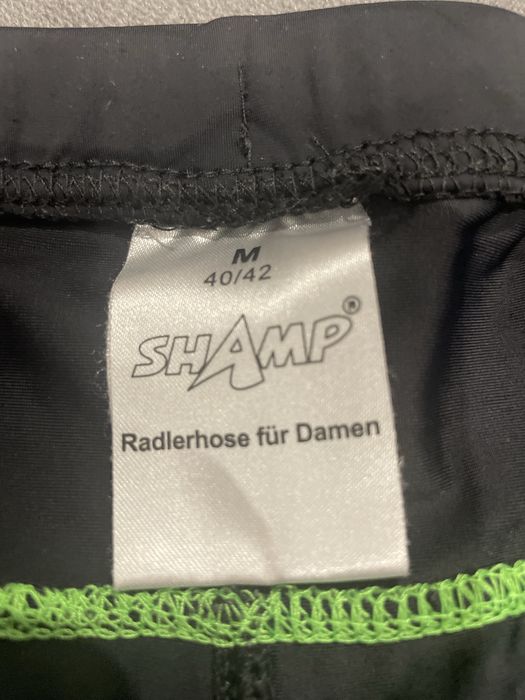 M
40/42
SHAMP®
Radlerhose für Damen